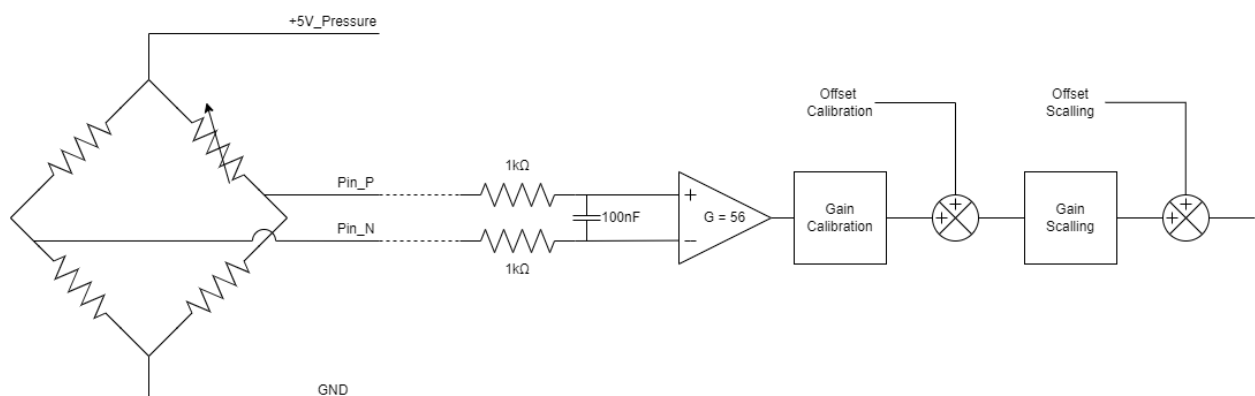 +5V_Pressure
Offset
Calibration
Offset
Scalling
1kΩ
Pin_P
+
100nF
G = 56
Gain
Calibration
+
+
Gain
Scalling
+
+
Pin_N
−
1kΩ
GND